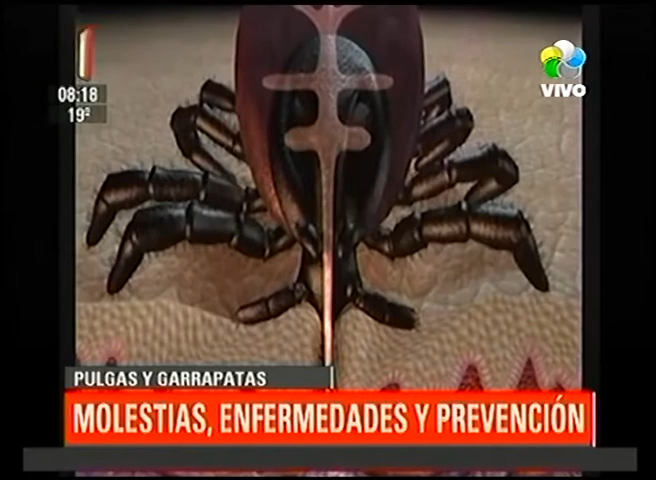 08:18
19º
VIVO
PULGAS Y GARRAPATAS
MOLESTIAS, ENFERMEDADES Y PREVENCIÓN